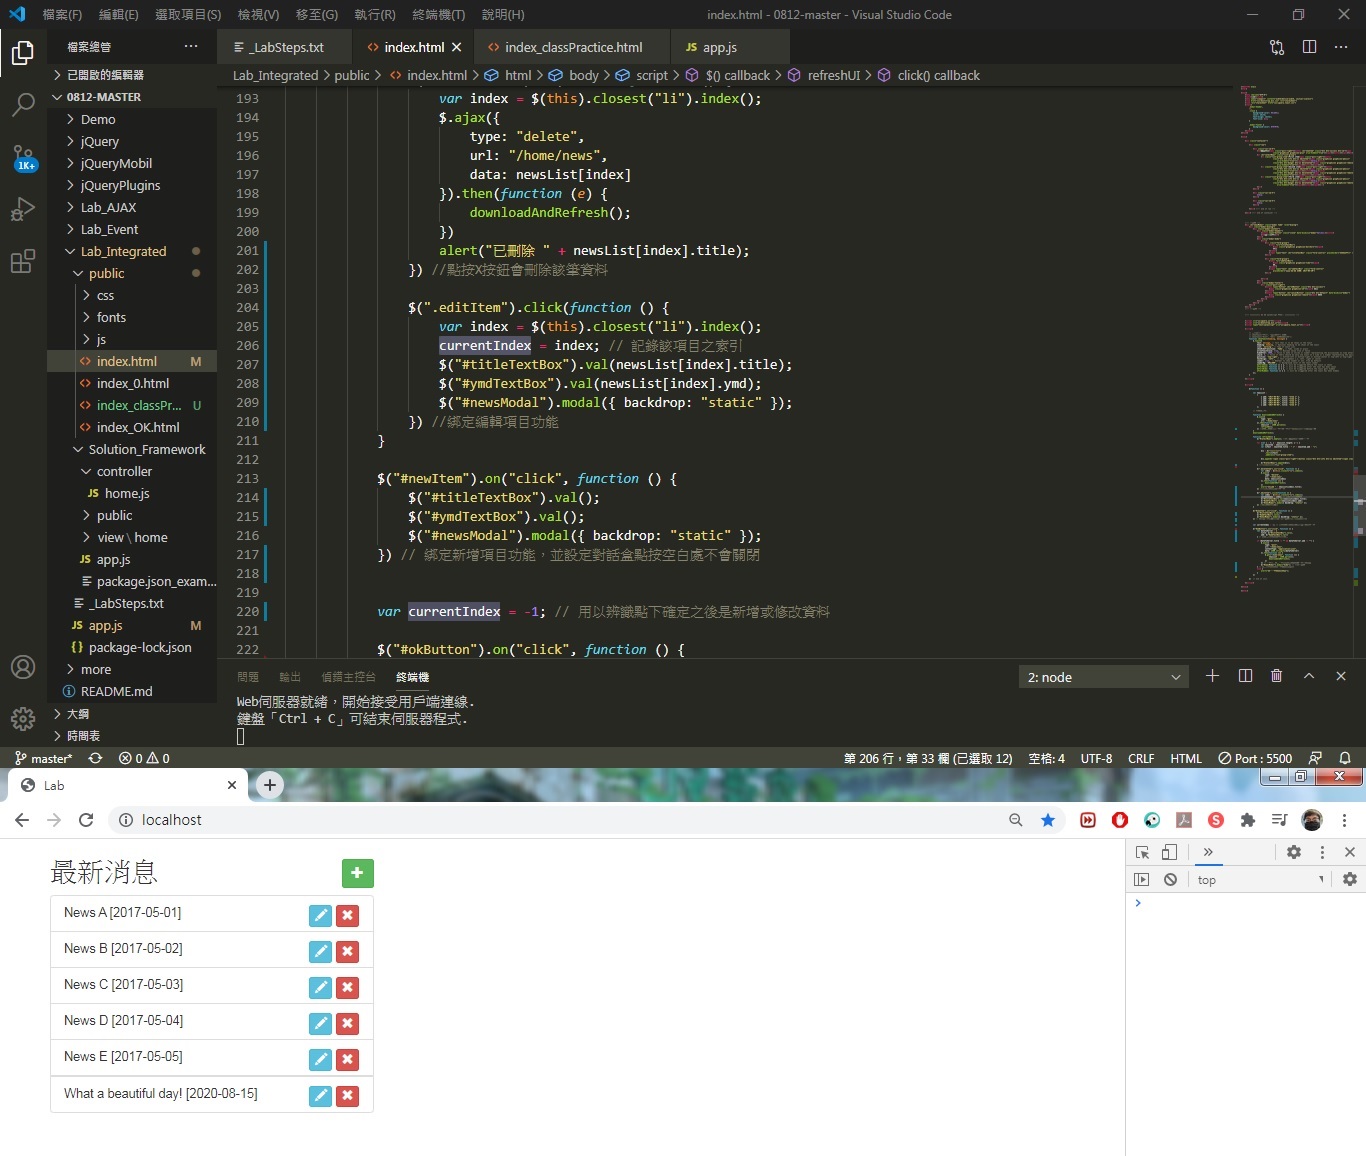 檔案(F) 編輯(E) 選取項目(S) 檢視(V) 移至(G) 執行(R) 終端機(T) 說明(H) index.html - 0812-master - Visual Studio Code
檔案總管
_LabSteps.txt index.html index_classPractice.html JS app.js
Lab_Integrated > public > index.html > html > body > script > $() callback > refreshUI > click() callback
已開啟的編輯器
0812-MASTER
Demo
jQuery
jQueryMobil
jQueryPlugins
Lab_AJAX
Lab_Event
Lab_Integrated
public
css
fonts
js
index.html M
index_0.html
index_classPr... U
index_OK.html
Solution_Framework
controller
JS home.js
public
view \ home
JS app.js
package.json_exam...
_LabSteps.txt
JS app.js M
{} package-lock.json
more
README.md
大綱
時間表
1K+
193 var index = $(this).closest("li").index();
194 $.ajax({
195 type: "delete",
196 url: "/home/news",
197 data: newsList[index]
198 }).then(function (e) {
199 downloadAndRefresh();
200 })
201 alert("已刪除 " + newsList[index].title);
202 }) //點按X按鈕會刪除該筆資料
203
204 $(".editItem").click(function () {
205 var index = $(this).closest("li").index();
206 currentIndex = index; // 記錄該項目之索引
207 $("#titleTextBox").val(newsList[index].title);
208 $("#ymdTextBox").val(newsList[index].ymd);
209 $("#newsModal").modal({ backdrop: "static" });
210 }) //綁定編輯項目功能
211 }
212
213 $("#newItem").on("click", function () {
214 $("#titleTextBox").val();
215 $("#ymdTextBox").val();
216 $("#newsModal").modal({ backdrop: "static" });
217 }) // 綁定新增項目功能，並設定對話盒點按空白處不會關閉
218
219
220 var currentIndex = -1; // 用以辨識點下確定之後是新增或修改資料
221
222 $("#okButton").on("click", function () {
問題 輸出 偵錯主控台 終端機 2: node
Web伺服器就緒，開始接受用戶端連線.
鍵盤「Ctrl + C」可結束伺服器程式.
master* 0 0 第 206 行，第 33 欄 (已選取 12) 空格: 4 UTF-8 CRLF HTML Port : 5500
Lab
localhost
最新消息
News A [2017-05-01]
News B [2017-05-02]
News C [2017-05-03]
News D [2017-05-04]
News E [2017-05-05]
What a beautiful day! [2020-08-15]
top